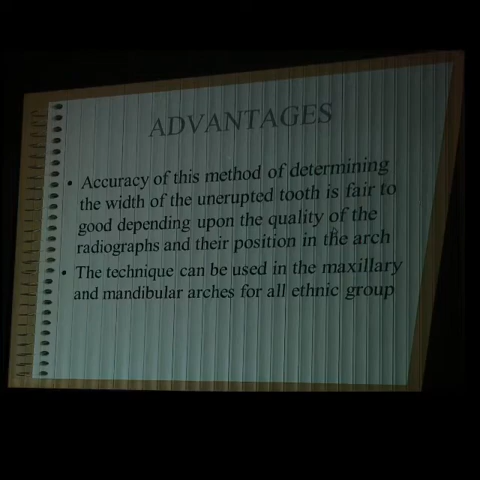 ADVANTAGES
• Accuracy of this method of determining
the width of the unerupted tooth is fair to
good depending upon the quality of the
radiographs and their position in the arch
• The technique can be used in the maxillary
and mandibular arches for all ethnic group